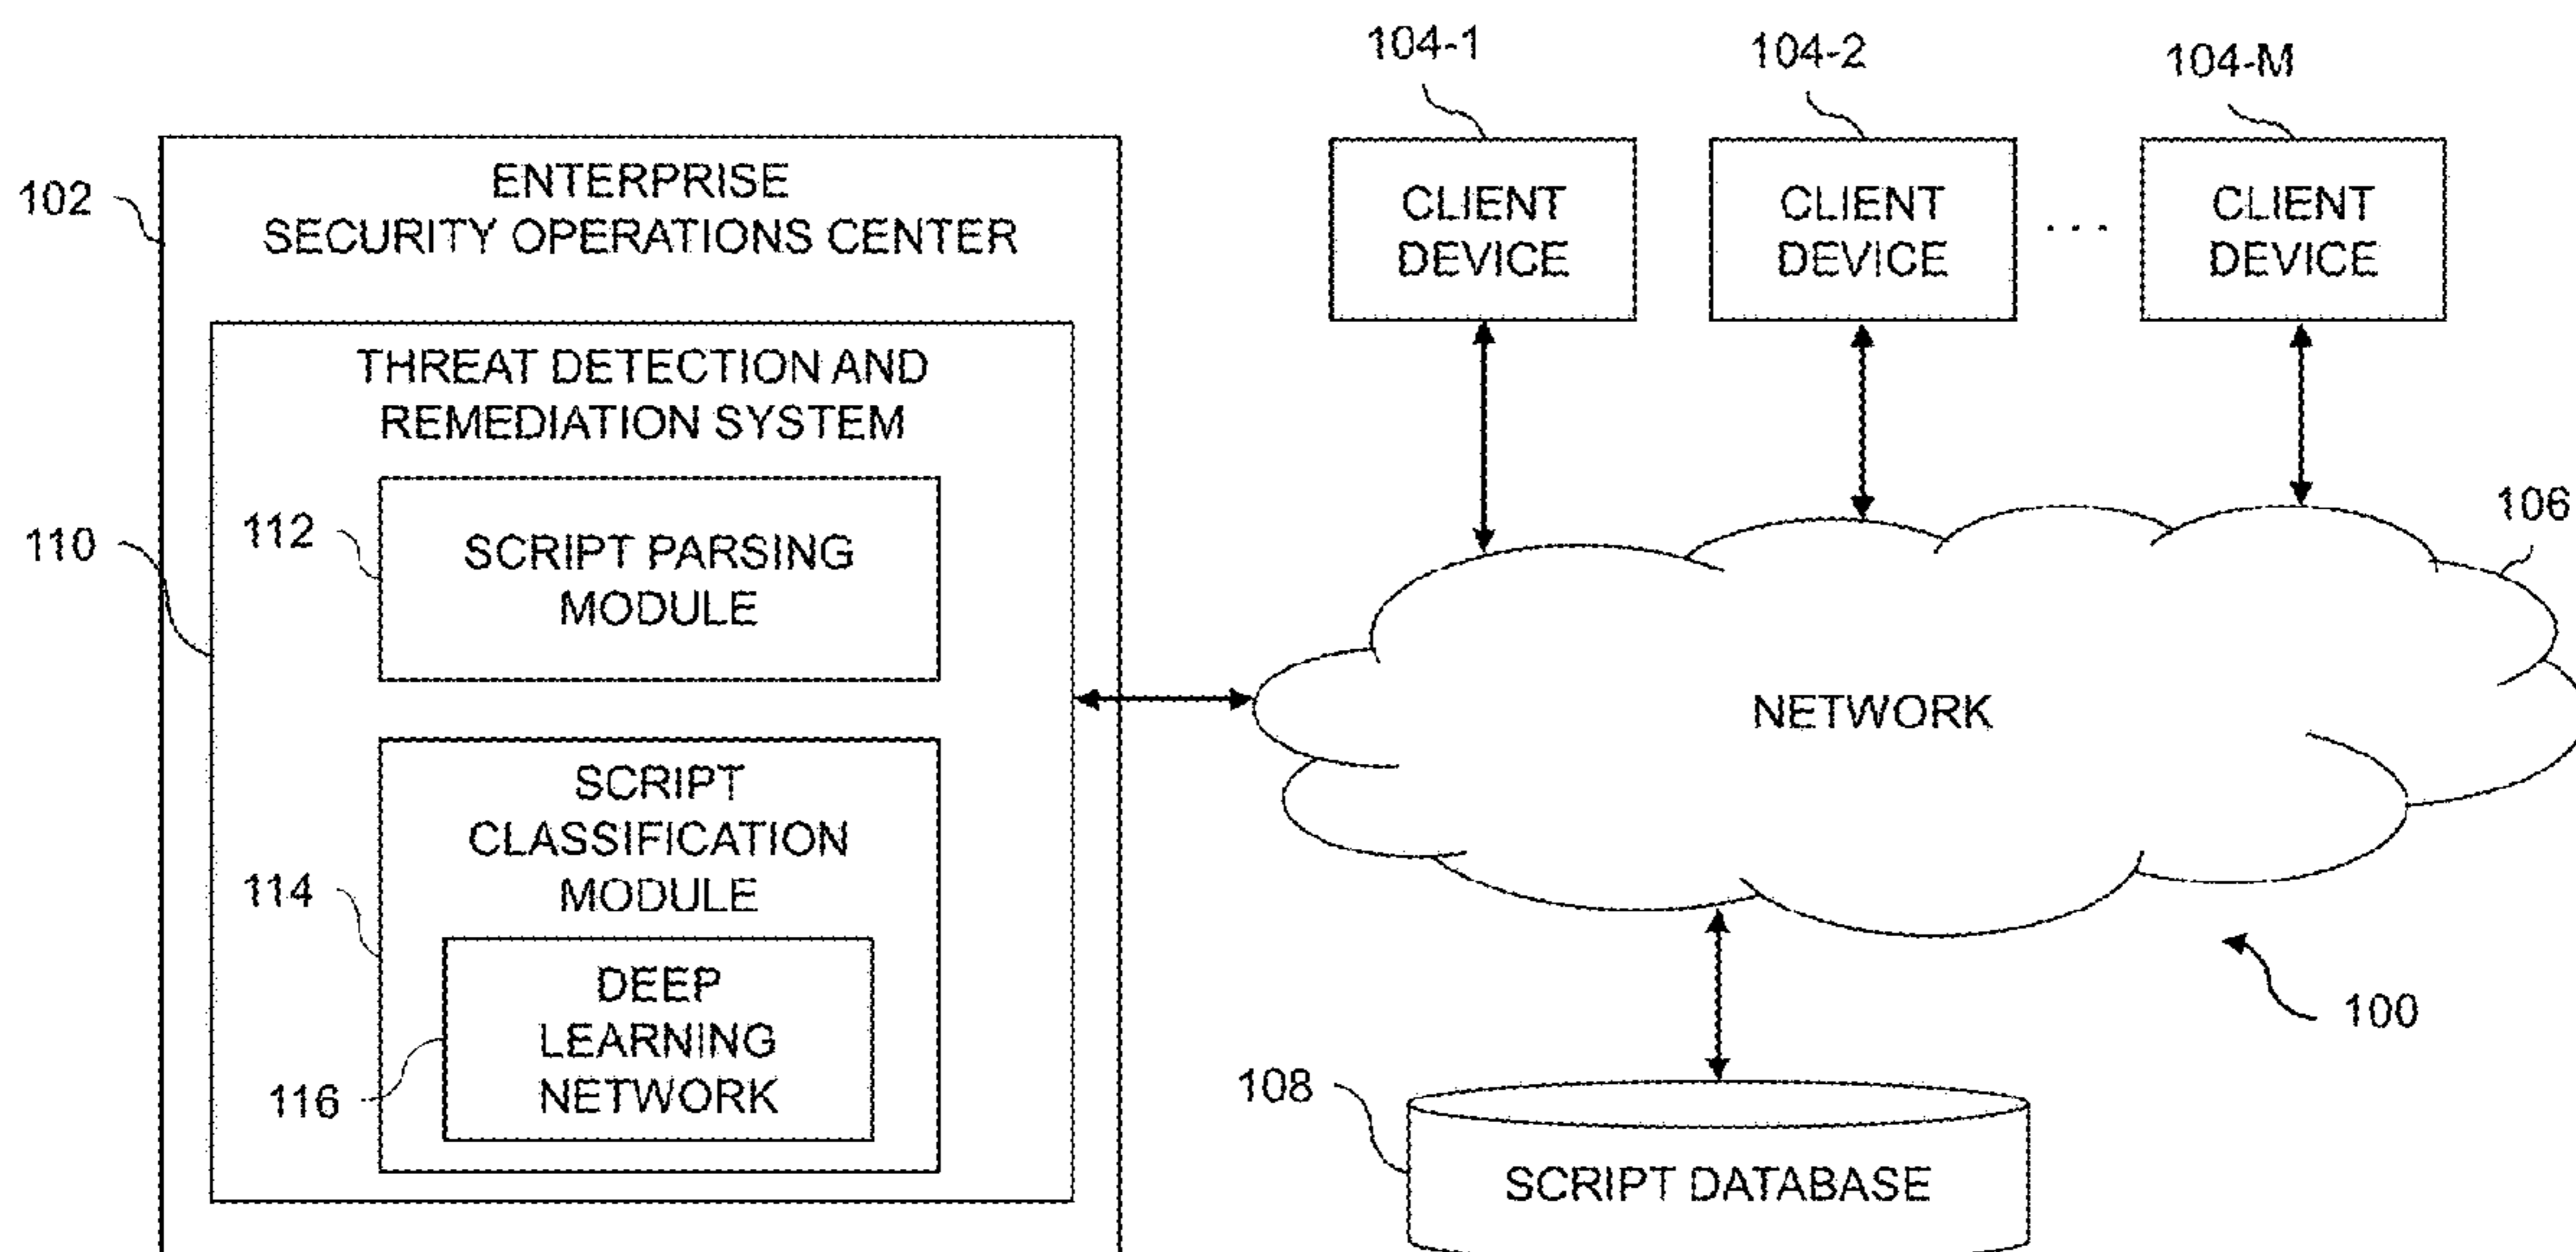 104-1
104-2
104-M
102
ENTERPRISE
SECURITY OPERATIONS CENTER
CLIENT
DEVICE
CLIENT
DEVICE
. . .
CLIENT
DEVICE
110
THREAT DETECTION AND
REMEDIATION SYSTEM
112
SCRIPT PARSING
MODULE
106
NETWORK
114
SCRIPT
CLASSIFICATION
MODULE
116
DEEP
LEARNING
NETWORK
100
108
SCRIPT DATABASE